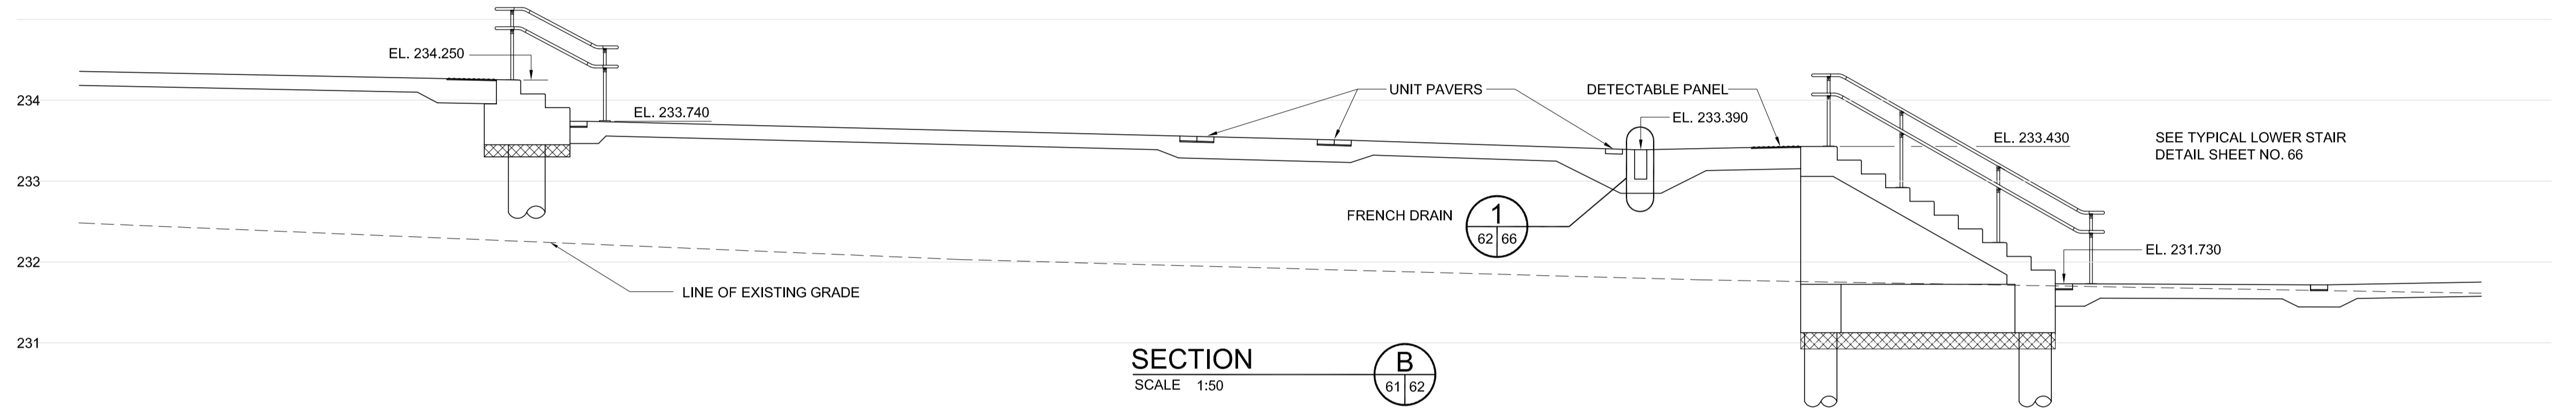 EL. 234.250
234
EL. 233.740
UNIT PAVERS
DETECTABLE PANEL
EL. 233.390
EL. 233.430
SEE TYPICAL LOWER STAIR
DETAIL SHEET NO. 66
233
FRENCH DRAIN
1
62 66
232
EL. 231.730
LINE OF EXISTING GRADE
231
SECTION
SCALE 1:50
B
61 62